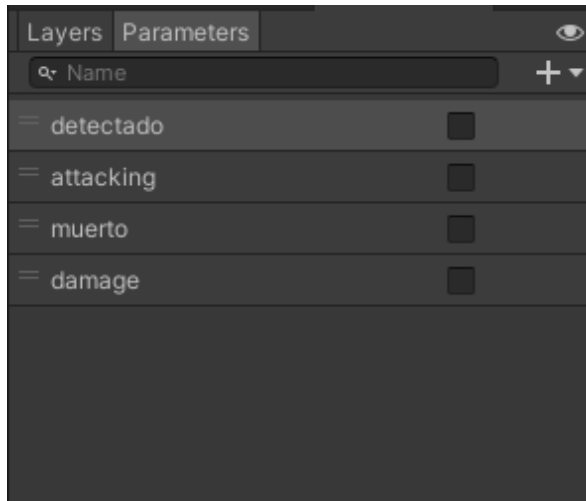 Layers Parameters
Name
detectado
attacking
muerto
damage